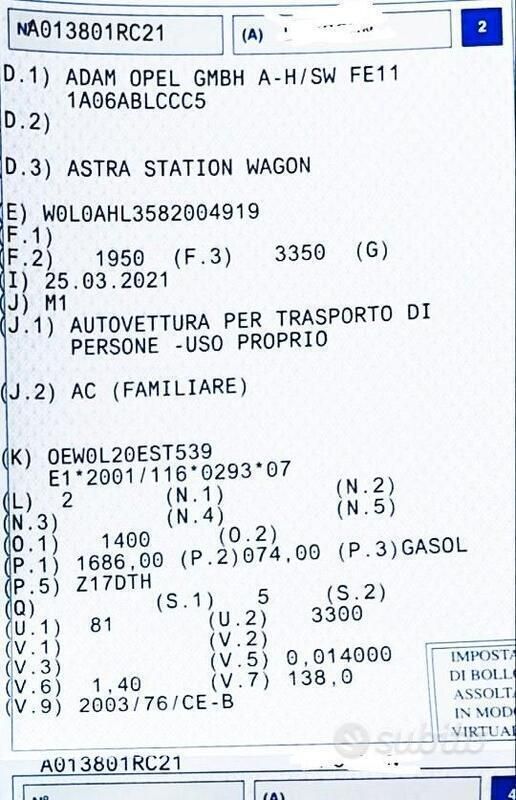 N° A013801RC21 (A) 2
D.1) ADAM OPEL GMBH A-H/SW FE11
1A06ABLCCC5
D.2)
D.3) ASTRA STATION WAGON
(E) W0L0AHL3582004919
(F.1)
(F.2) 1950 (F.3) 3350 (G)
(I) 25.03.2021
(J) M1
(J.1) AUTOVETTURA PER TRASPORTO DI
PERSONE -USO PROPRIO
(J.2) AC (FAMILIARE)
(K) OEW0L20EST539
E1*2001/116*0293*07
(L) 2 (N.1) (N.2)
(N.3) (N.4) (N.5)
(O.1) 1400 (O.2)
(P.1) 1686,00 (P.2)074,00 (P.3)GASOL
(P.5) Z17DTH
(Q) (S.1) 5 (S.2)
(U.1) 81 (U.2) 3300
(V.1) (V.2)
(V.3) (V.5) 0,014000
(V.6) 1,40 (V.7) 138,0
(V.9) 2003/76/CE-B
IMPOSTA
DI BOLLO
ASSOLTA
IN MODO
VIRTUAL
subito
A013801RC21
N° (A) 4